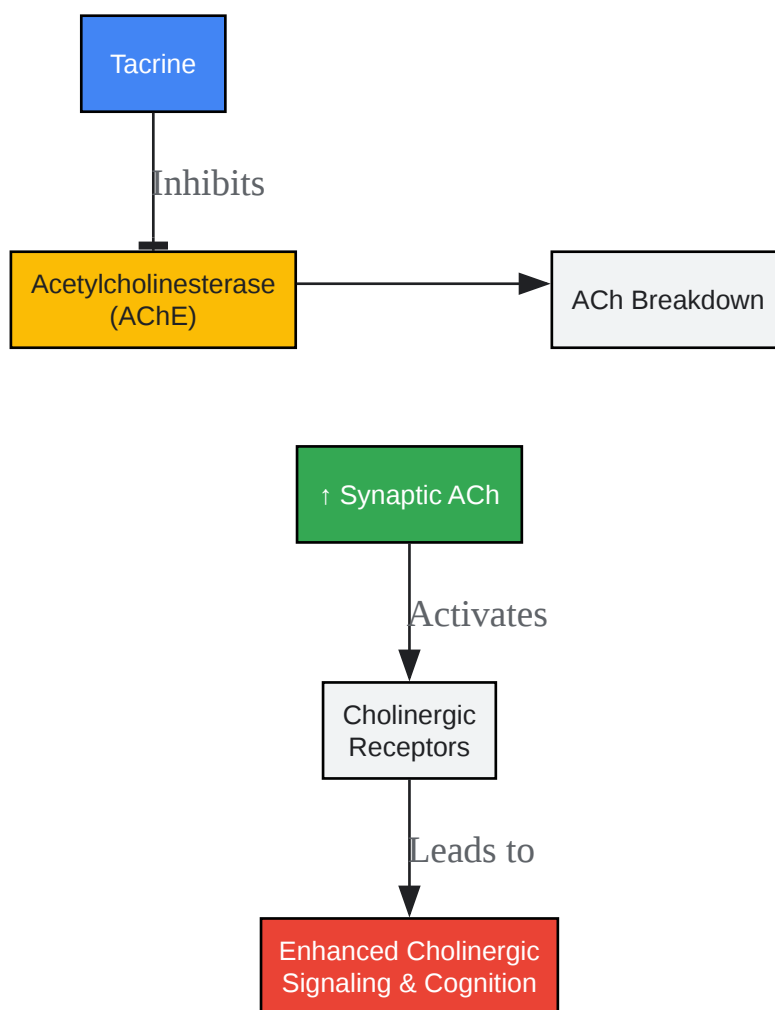 Tacrine
Inhibits
Acetylcholinesterase
(AChE)
ACh Breakdown
↑ Synaptic ACh
Activates
Cholinergic
Receptors
Leads to
Enhanced Cholinergic
Signaling & Cognition